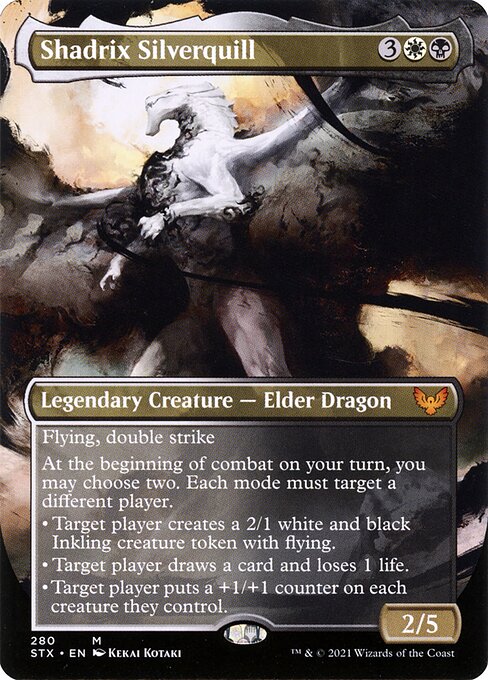 Shadrix Silverquill 3
Legendary Creature — Elder Dragon
Flying, double strike
At the beginning of combat on your turn, you
may choose two. Each mode must target a
different player.
• Target player creates a 2/1 white and black
Inkling creature token with flying.
• Target player draws a card and loses 1 life.
• Target player puts a +1/+1 counter on each
creature they control.
2/5
280 M
STX • EN KEKAI KOTAKI
™ & © 2021 Wizards of the Coast